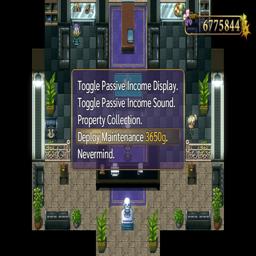 6775844
Toggle Passive Income Display.
Toggle Passive Income Sound.
Property Collection.
Deploy Maintenance 3650g.
Nevermind.